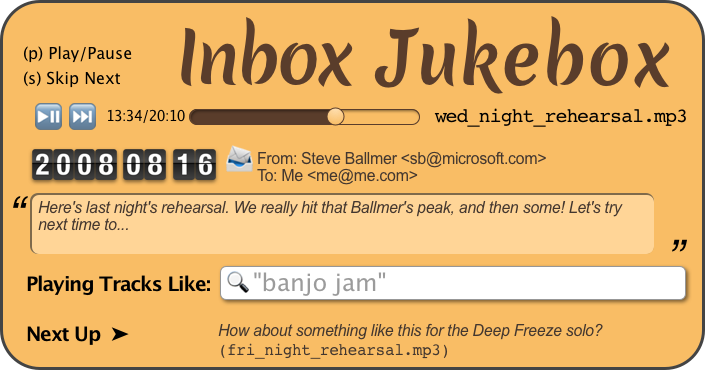 Inbox Jukebox
(p) Play/Pause
(s) Skip Next
13:34/20:10 wed_night_rehearsal.mp3
2008 08 16
From: Steve Ballmer <sb@microsoft.com>
To: Me <me@me.com>
“ Here's last night's rehearsal. We really hit that Ballmer's peak, and then some! Let's try
next time to... ”
Playing Tracks Like: "banjo jam"
Next Up ➤ How about something like this for the Deep Freeze solo?
(fri_night_rehearsal.mp3)